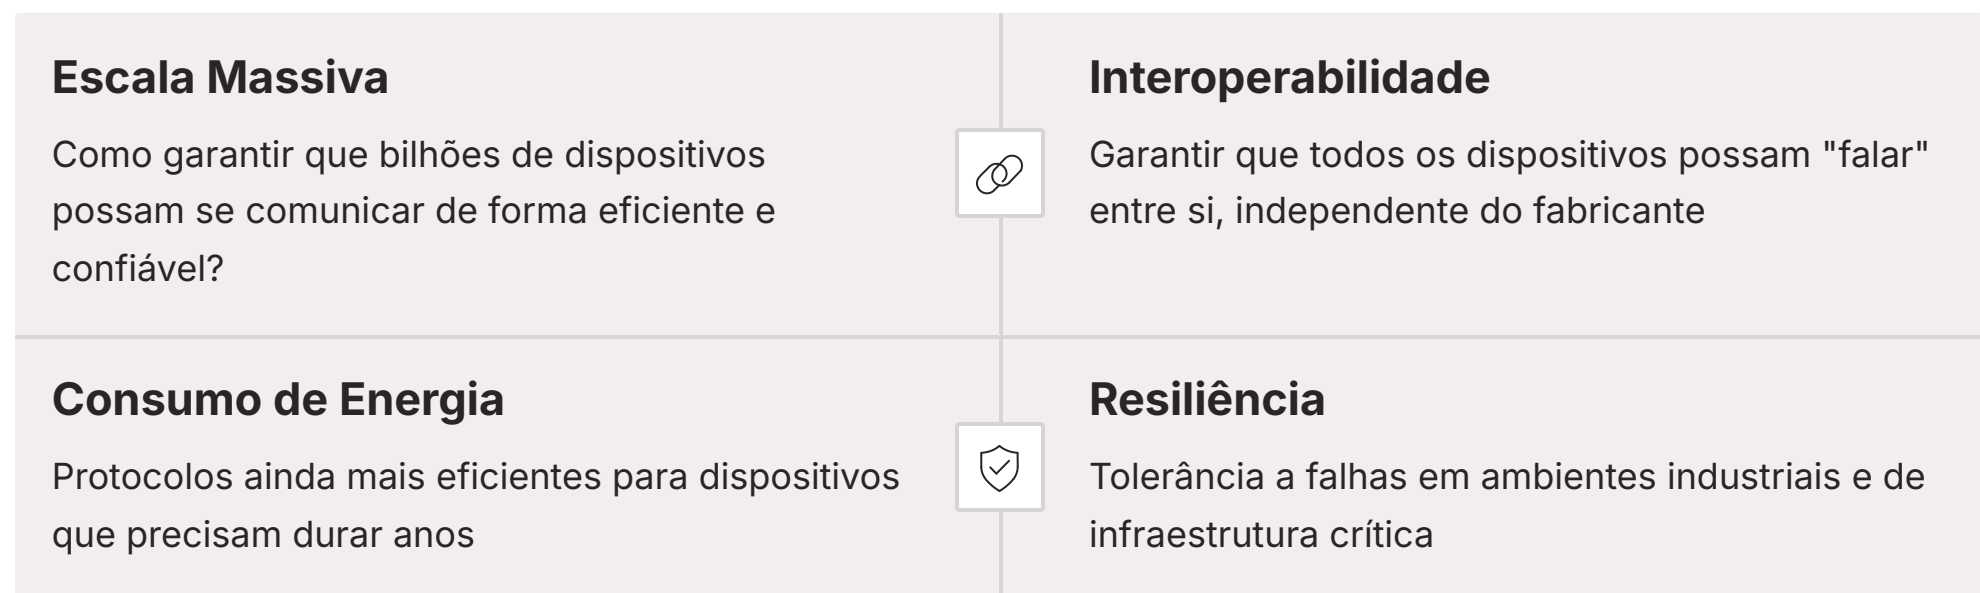 Escala Massiva
Como garantir que bilhões de dispositivos
possam se comunicar de forma eficiente e
confiável?
Interoperabilidade
Garantir que todos os dispositivos possam "falar"
entre si, independente do fabricante
Consumo de Energia
Protocolos ainda mais eficientes para dispositivos
que precisam durar anos
Resiliência
Tolerância a falhas em ambientes industriais e de
infraestrutura crítica